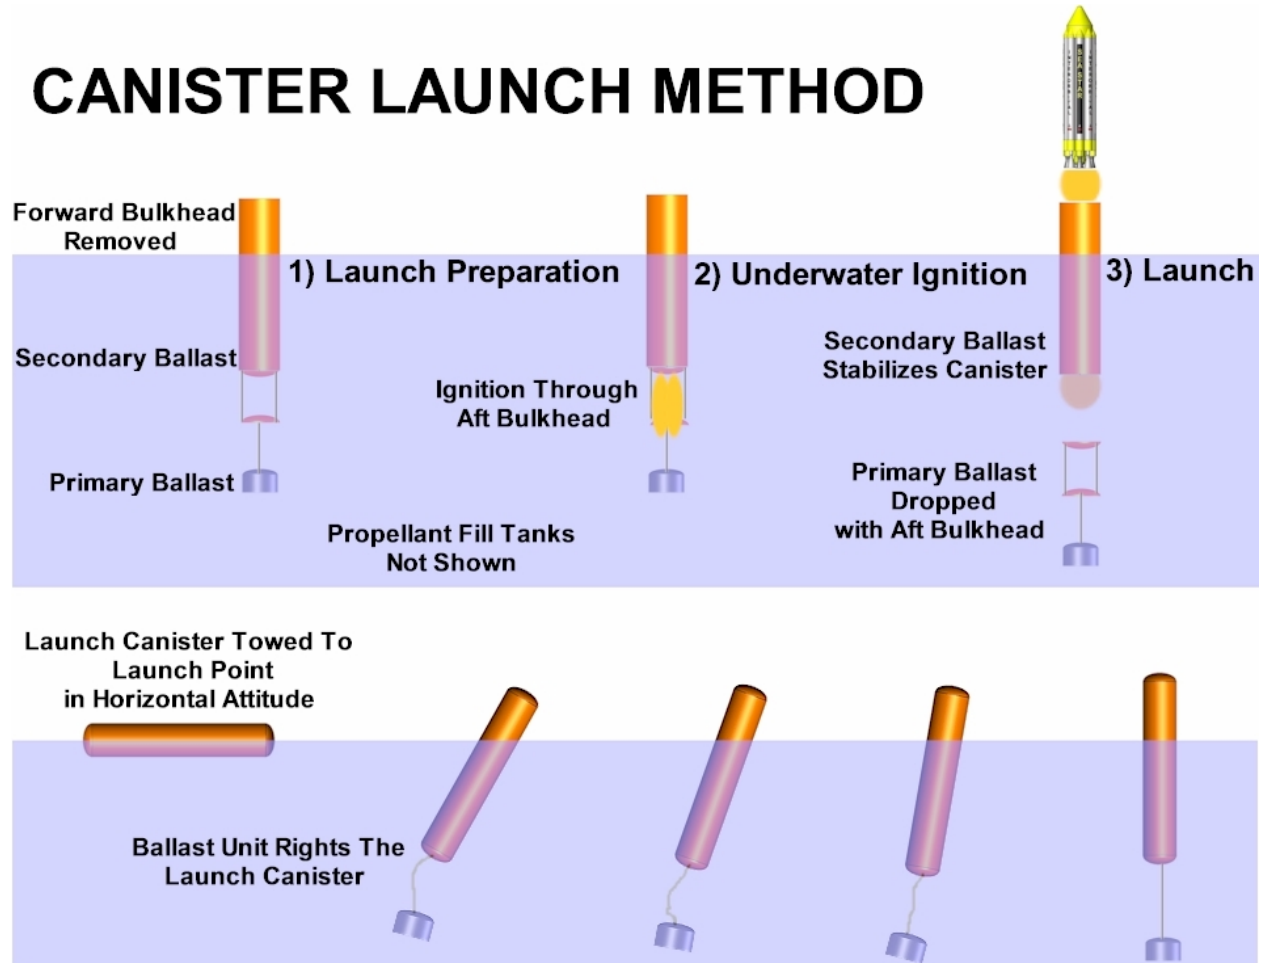 CANISTER LAUNCH METHOD
Forward Bulkhead
Removed
1) Launch Preparation
2) Underwater Ignition
3) Launch
Secondary Ballast
Secondary Ballast
Stabilizes Canister
Ignition Through
Aft Bulkhead
Primary Ballast
Primary Ballast
Dropped
with Aft Bulkhead
Propellant Fill Tanks
Not Shown
Launch Canister Towed To
Launch Point
in Horizontal Attitude
Ballast Unit Rights The
Launch Canister